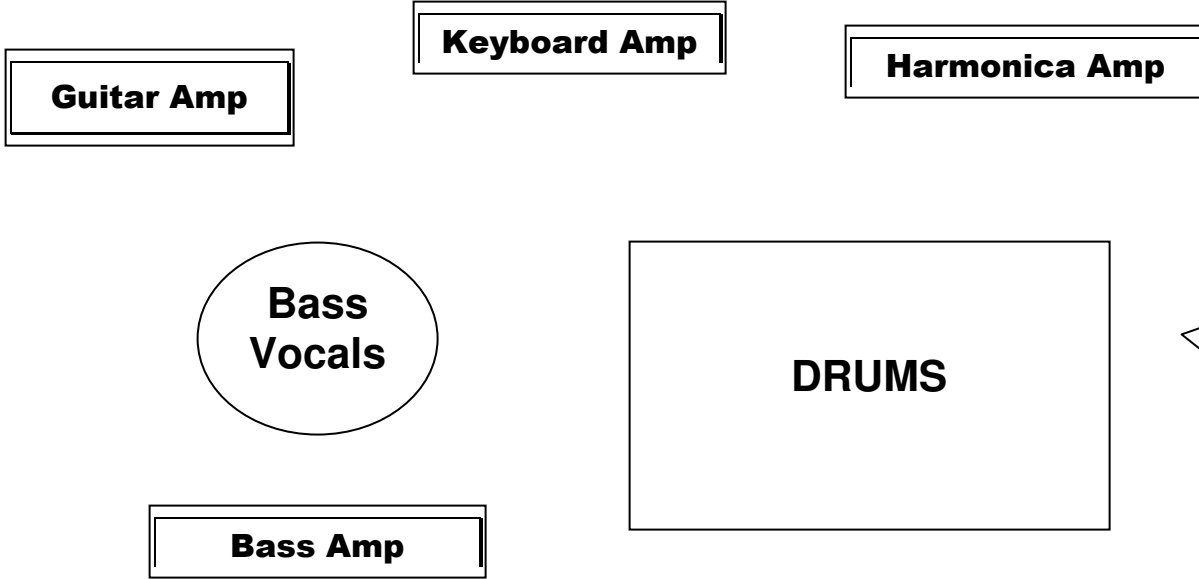 Keyboard Amp
Harmonica Amp
Guitar Amp
Bass
Vocals
DRUMS
Bass Amp